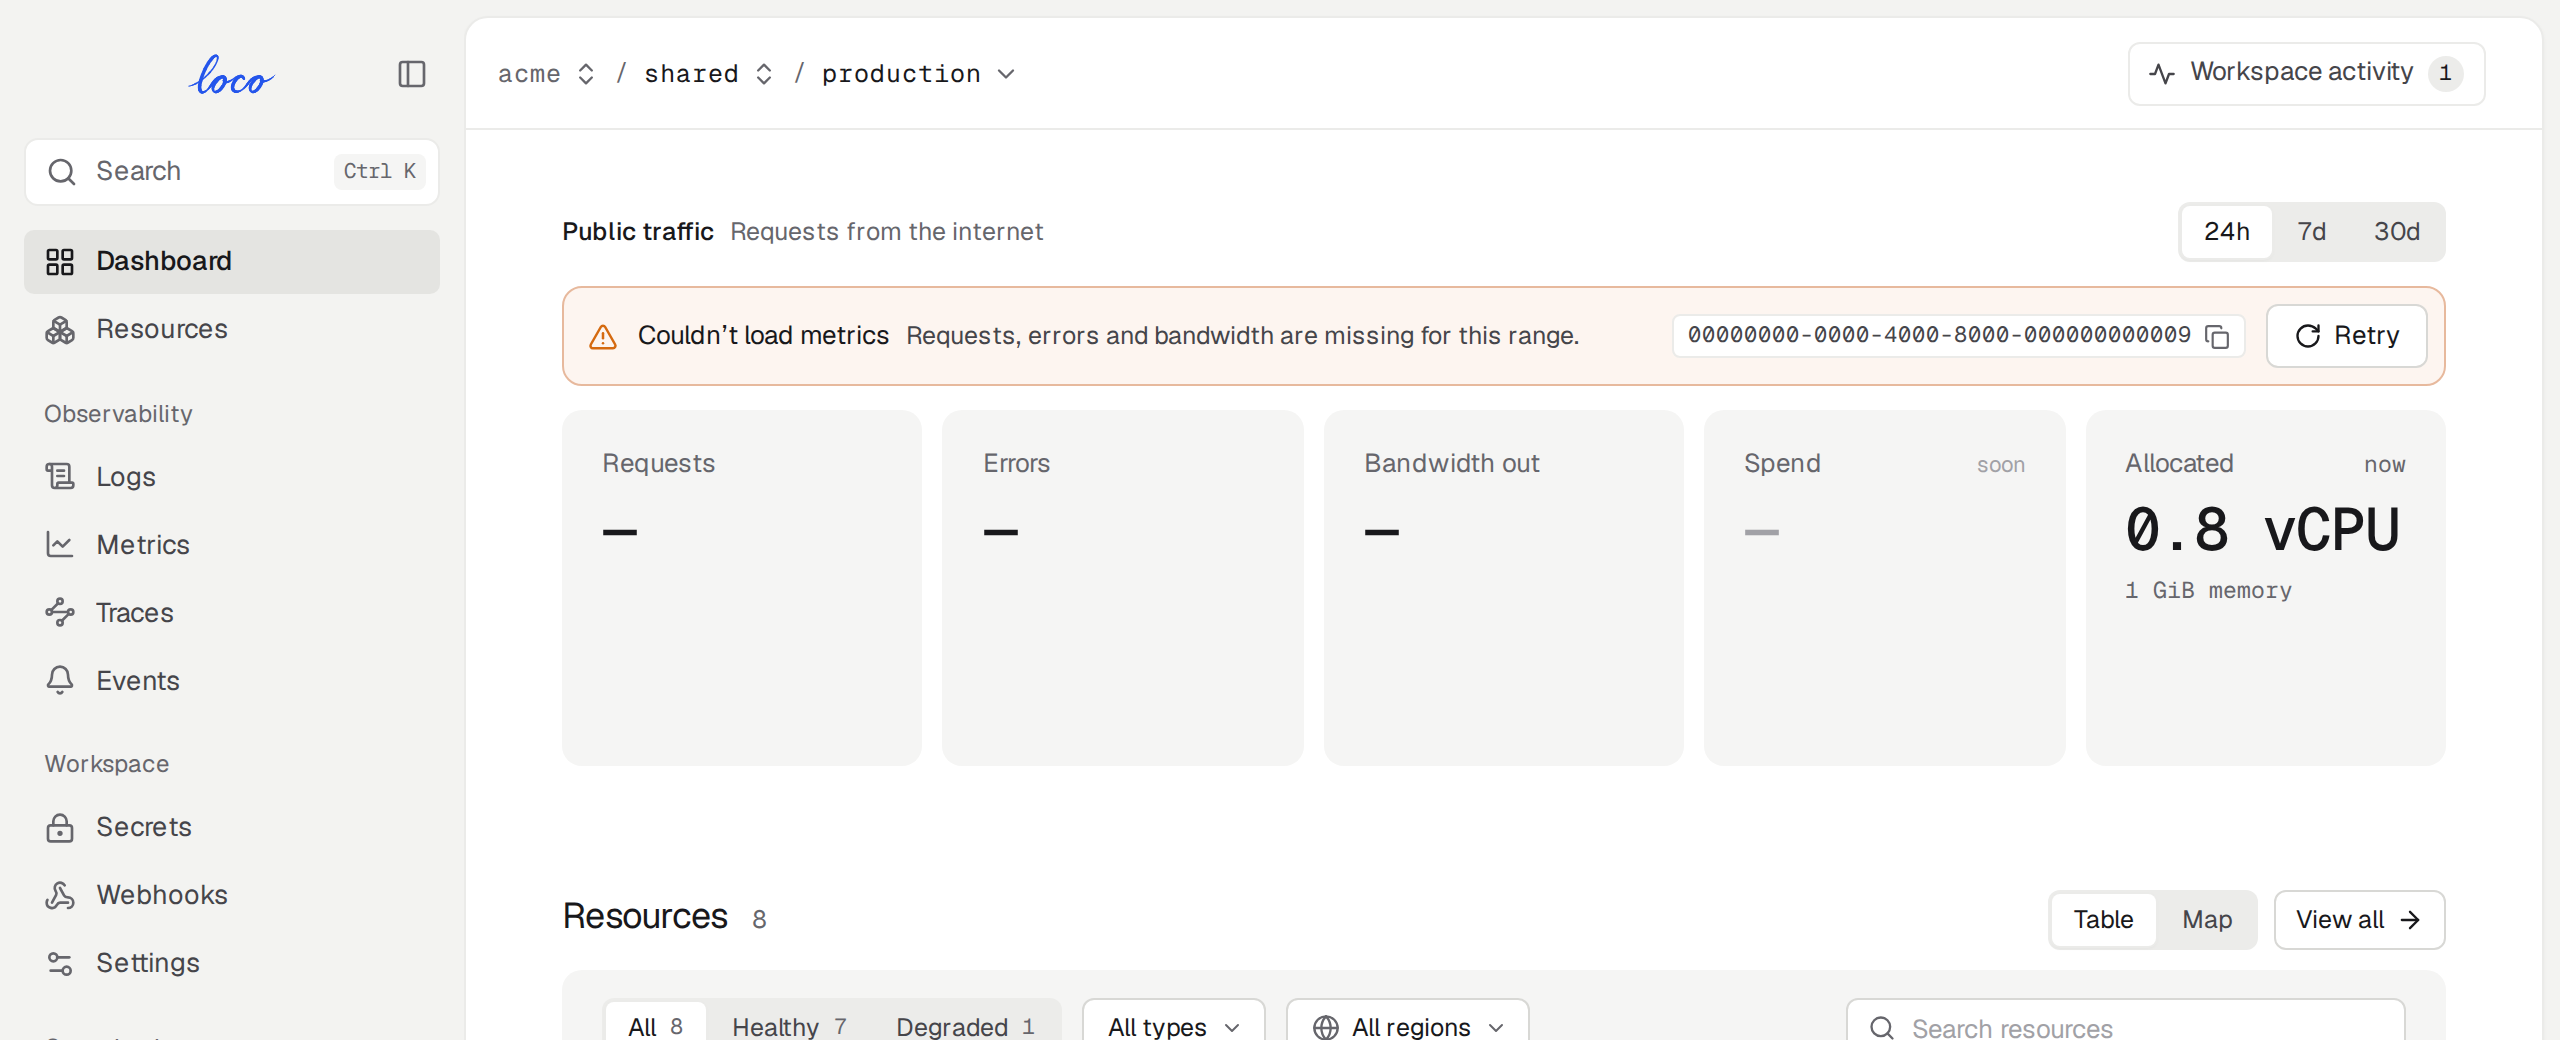 loco
acme / shared / production
Workspace activity 1
Search Ctrl K
Dashboard
Resources
Observability
Logs
Metrics
Traces
Events
Workspace
Secrets
Webhooks
Settings
Public traffic Requests from the internet
24h 7d 30d
Couldn’t load metrics Requests, errors and bandwidth are missing for this range.
00000000-0000-4000-8000-000000000009
Retry
Requests
—
Errors
—
Bandwidth out
—
Spend soon
—
Allocated now
0.8 vCPU
1 GiB memory
Resources 8
Table Map
View all
All 8 Healthy 7 Degraded 1
All types
All regions
Search resources